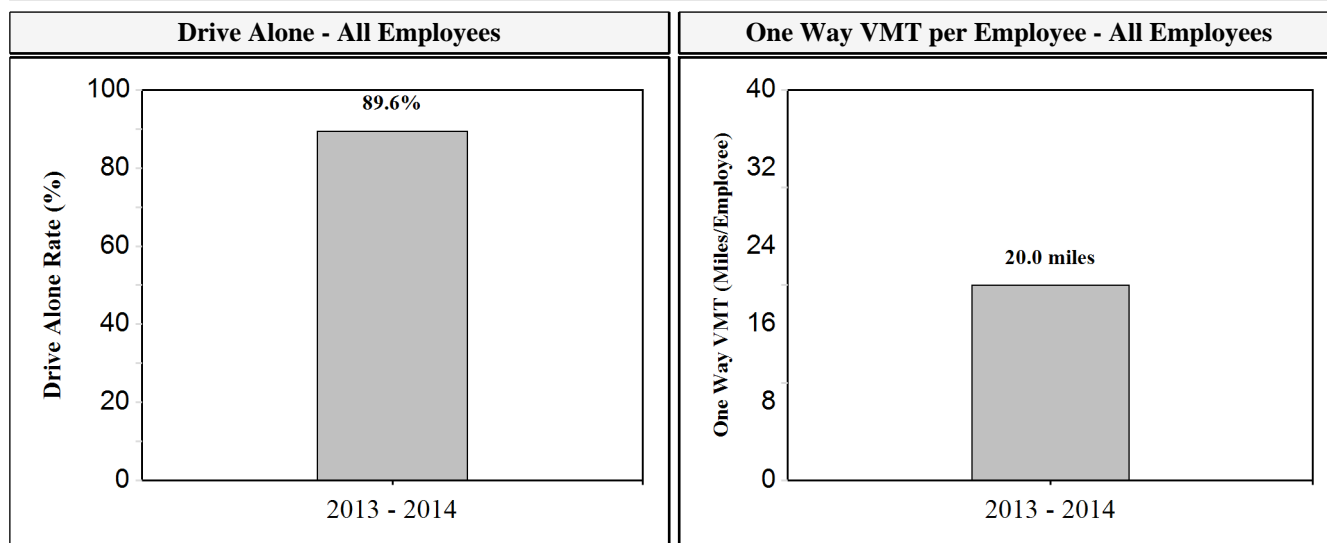 Drive Alone - All Employees
One Way VMT per Employee - All Employees
Drive Alone Rate (%)
100
80
60
40
20
0
89.6%
2013 - 2014
One Way VMT (Miles/Employee)
40
32
24
16
8
0
20.0 miles
2013 - 2014